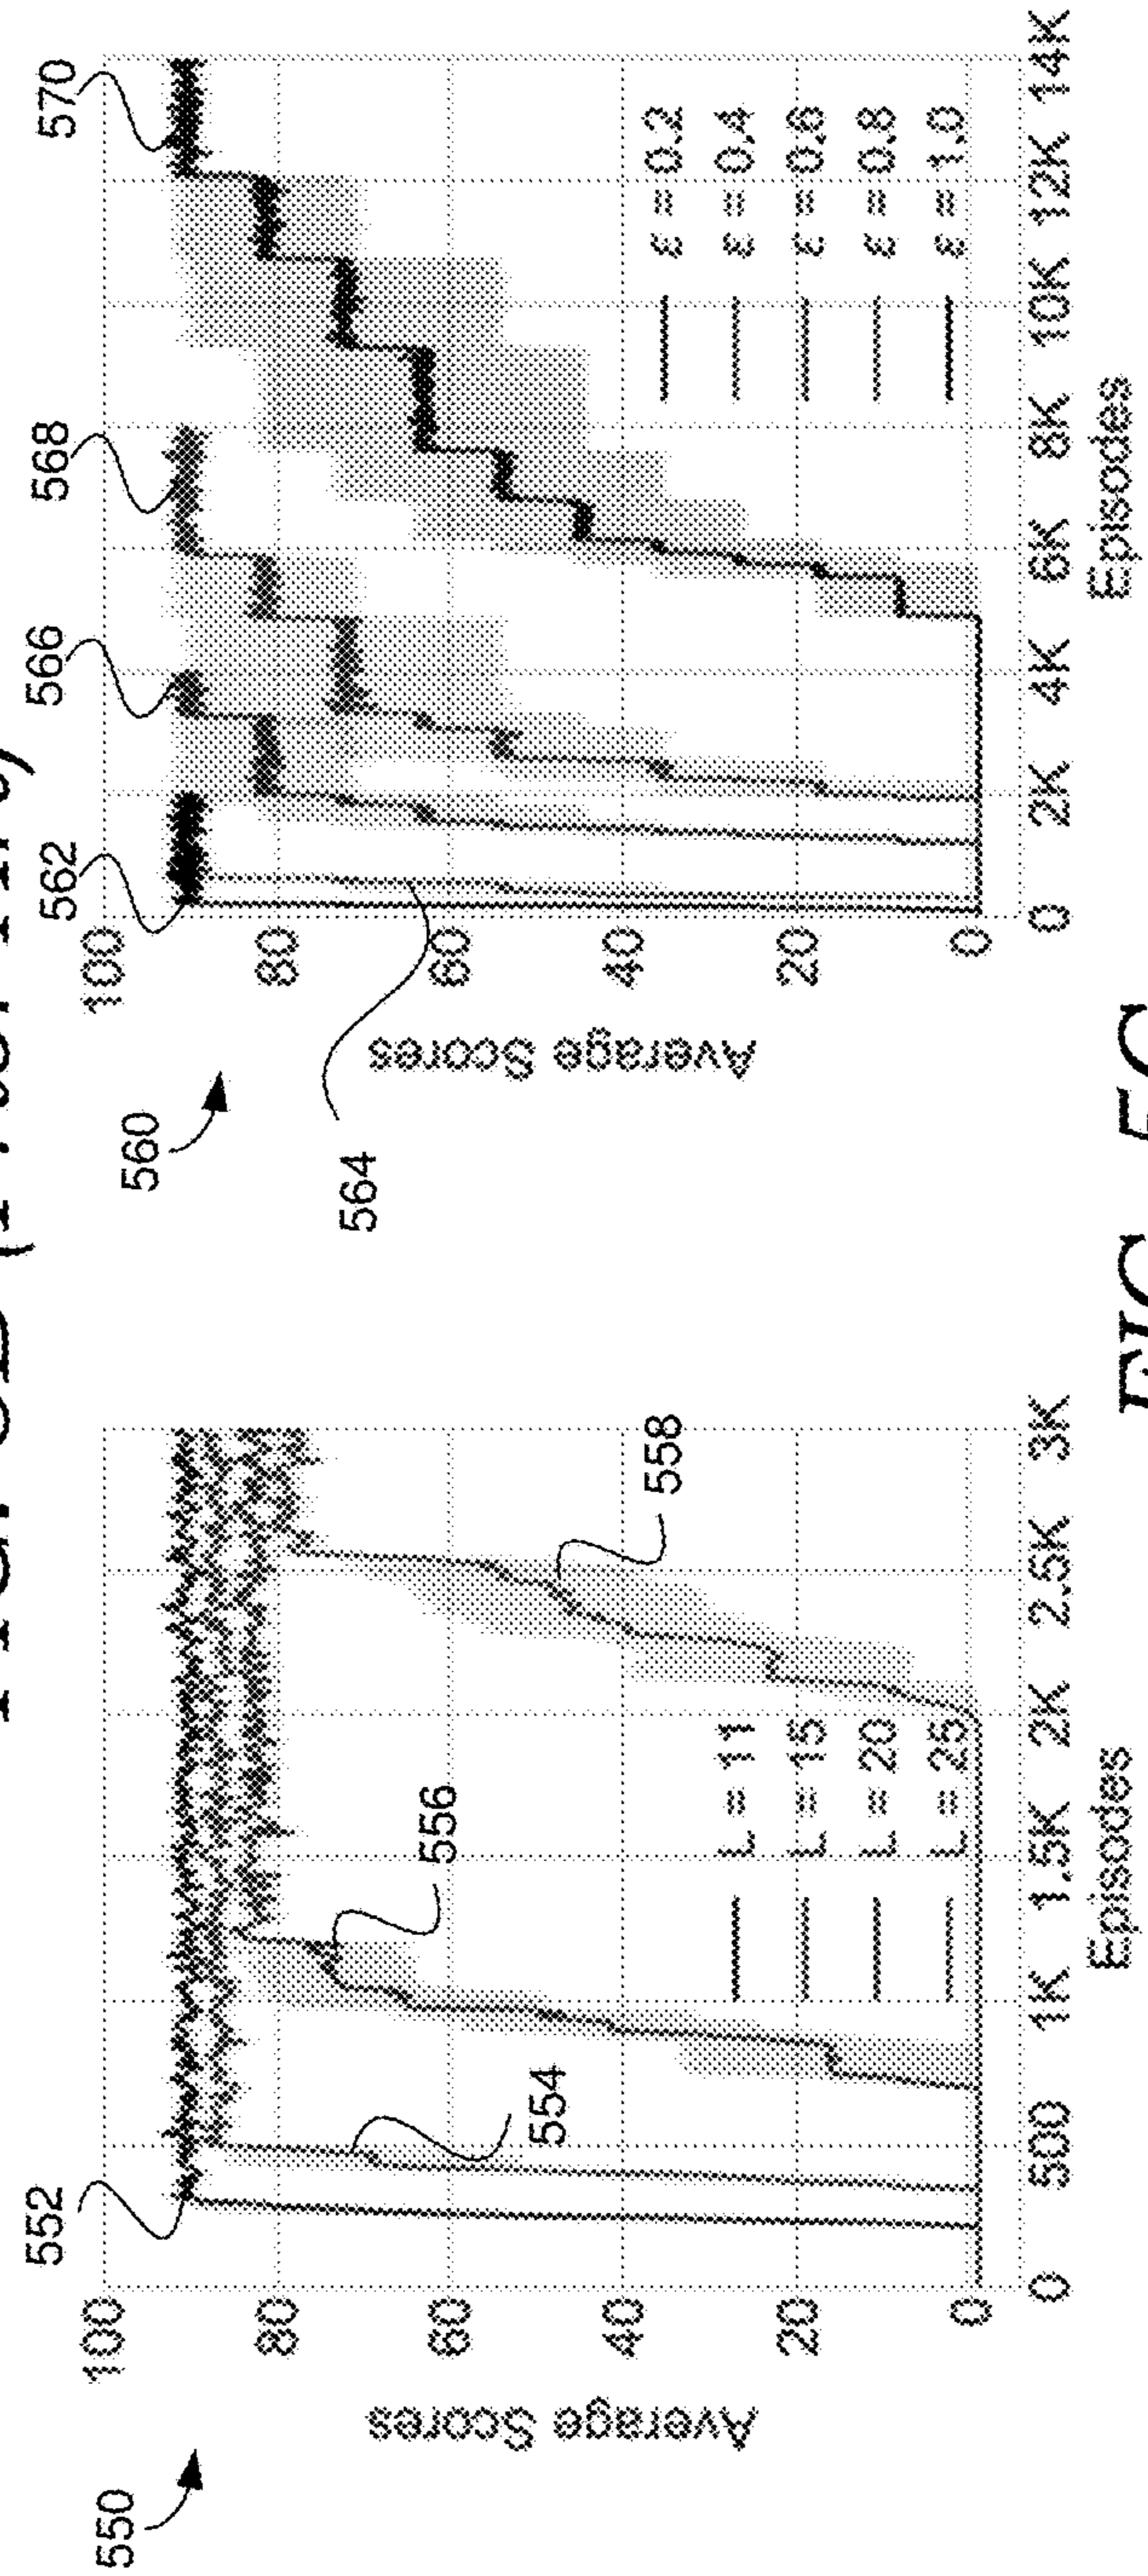 550
552
554
556
558
Average Scores
100
80
60
40
20
0
L = 11
L = 15
L = 20
L = 25
0 500 1K 1.5K 2K 2.5K 3K
Episodes
560
562
564
566
568
570
Average Scores
100
80
60
40
20
0
ε = 0.2
ε = 0.4
ε = 0.6
ε = 0.8
ε = 1.0
0 2K 4K 6K 8K 10K 12K 14K
Episodes